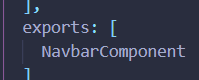 ],
exports: [
NavbarComponent
]